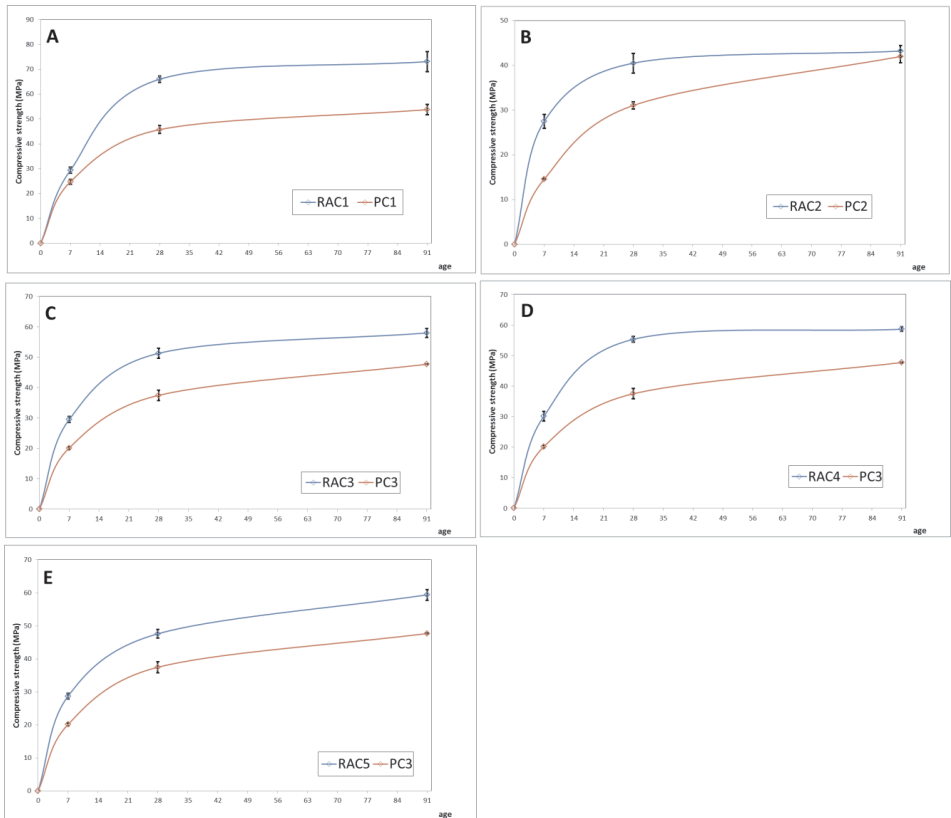 A
Compressive strength (MPa)
90
80
70
60
50
40
30
20
10
0
RAC1 PC1
0 7 14 21 28 35 42 49 56 63 70 77 84 91
age
B
Compressive strength (MPa)
50
40
30
20
10
0
RAC2 PC2
0 7 14 21 28 35 42 49 56 63 70 77 84 91
age
C
Compressive strength (MPa)
70
60
50
40
30
20
10
0
RAC3 PC3
0 7 14 21 28 35 42 49 56 63 70 77 84 91
age
D
Compressive strength (MPa)
70
60
50
40
30
20
10
0
RAC4 PC3
0 7 14 21 28 35 42 49 56 63 70 77 84 91
age
E
Compressive strength (MPa)
70
60
50
40
30
20
10
0
RAC5 PC3
0 7 14 21 28 35 42 49 56 63 70 77 84 91
age